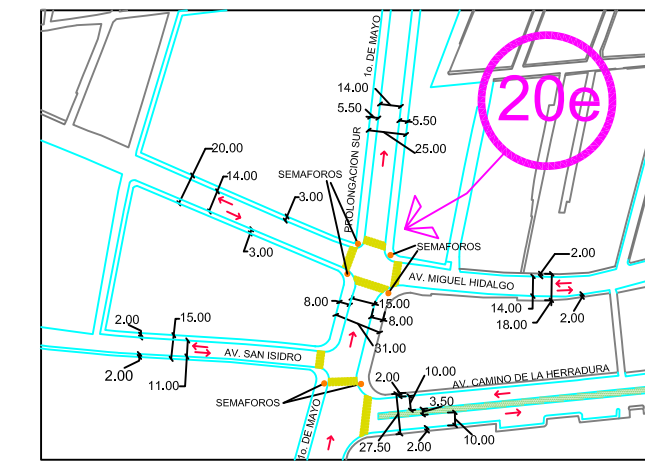 1o. DE MAYO
14.00
5.50
5.50
25.00
20e
20.00
14.00
SEMAFOROS
PROLONGACION SUR
3.00
3.00
SEMAFOROS
AV. MIGUEL HIDALGO
2.00
14.00
18.00
2.00
8.00
15.00
8.00
31.00
2.00
15.00
AV. SAN ISIDRO
2.00
11.00
SEMAFOROS
1o. DE MAYO
2.00
10.00
AV. CAMINO DE LA HERRADURA
3.50
27.50
2.00
10.00